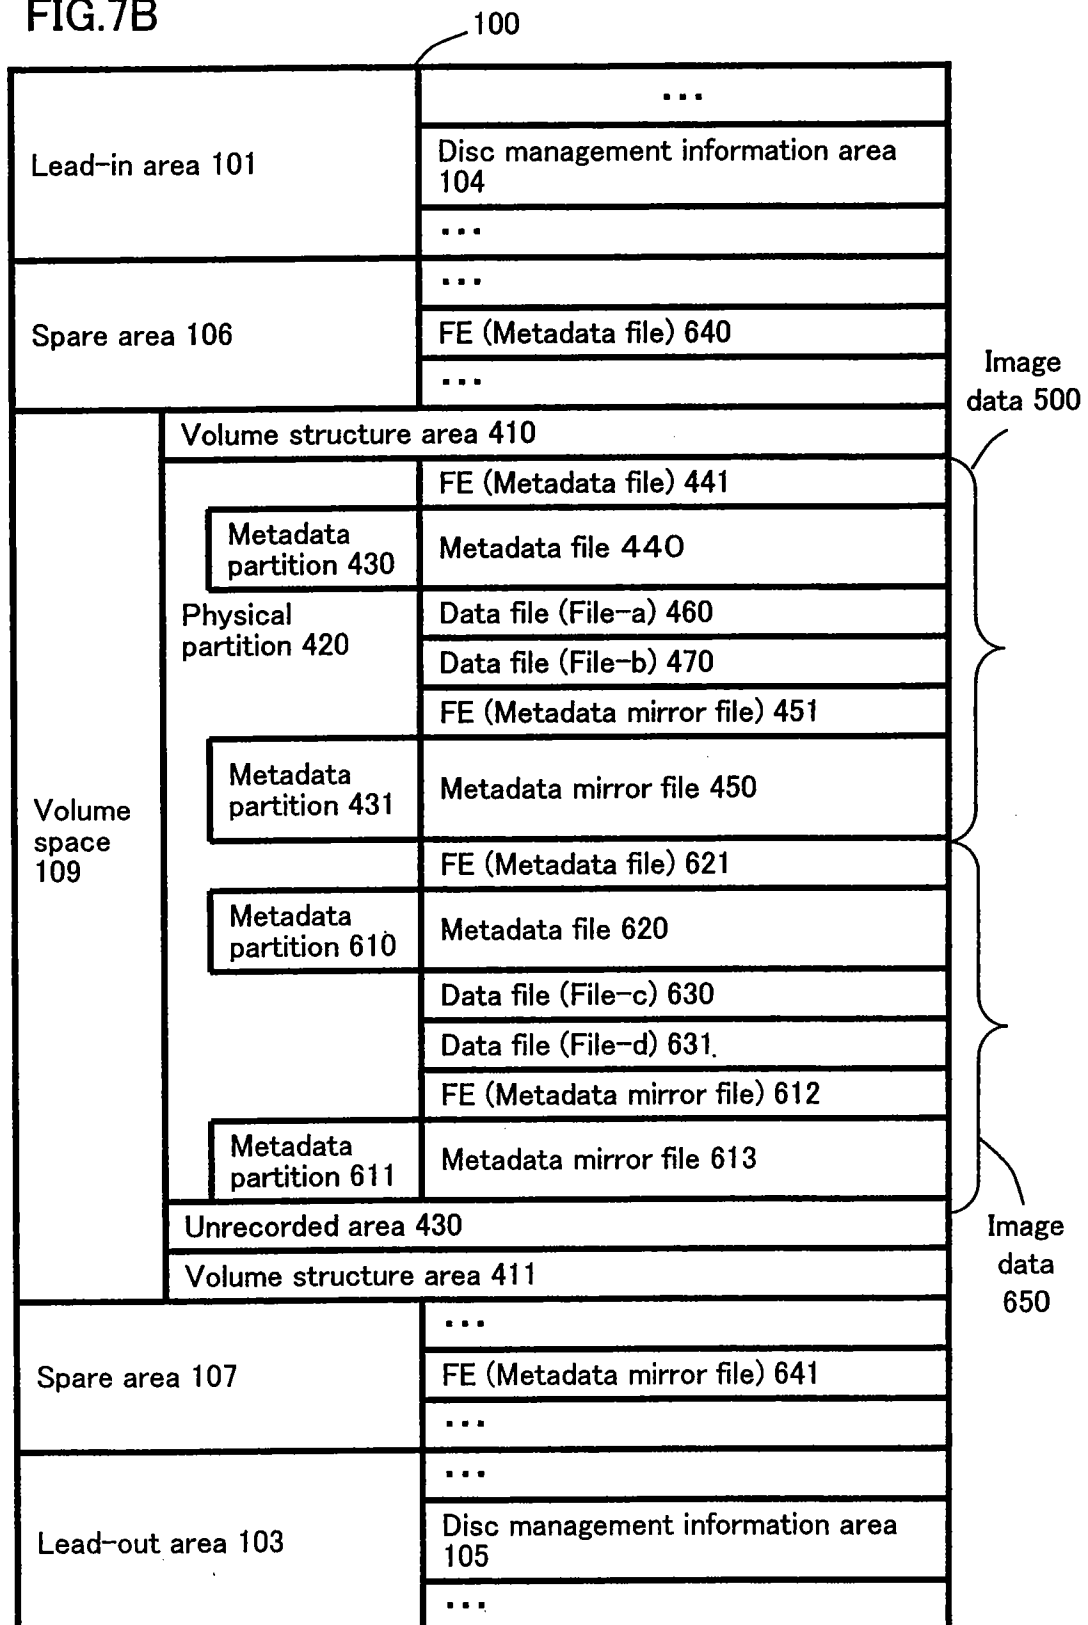 FIG.7B
100
...
Lead-in area 101
Disc management information area
104
...
...
Spare area 106
FE (Metadata file) 640
...
Image
data 500
Volume structure area 410
FE (Metadata file) 441
Metadata
partition 430
Metadata file 440
Physical
partition 420
Data file (File-a) 460
Data file (File-b) 470
FE (Metadata mirror file) 451
Metadata
partition 431
Metadata mirror file 450
Volume
space
109
FE (Metadata file) 621
Metadata
partition 610
Metadata file 620
Data file (File-c) 630
Data file (File-d) 631
FE (Metadata mirror file) 612
Metadata
partition 611
Metadata mirror file 613
Unrecorded area 430
Volume structure area 411
Image
data
650
...
Spare area 107
FE (Metadata mirror file) 641
...
...
Lead-out area 103
Disc management information area
105
...